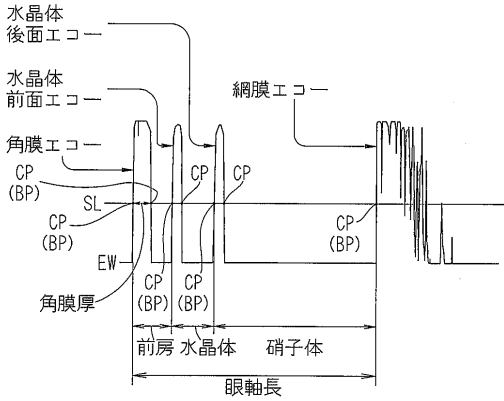 水晶体
後面エコー
水晶体
前面エコー
網膜エコー
角膜エコー
CP
(BP)
CP
CP
SL
CP
(BP)
CP
(BP)
EW
CP
(BP)
CP
(BP)
角膜厚
前房
水晶体
硝子体
眼軸長